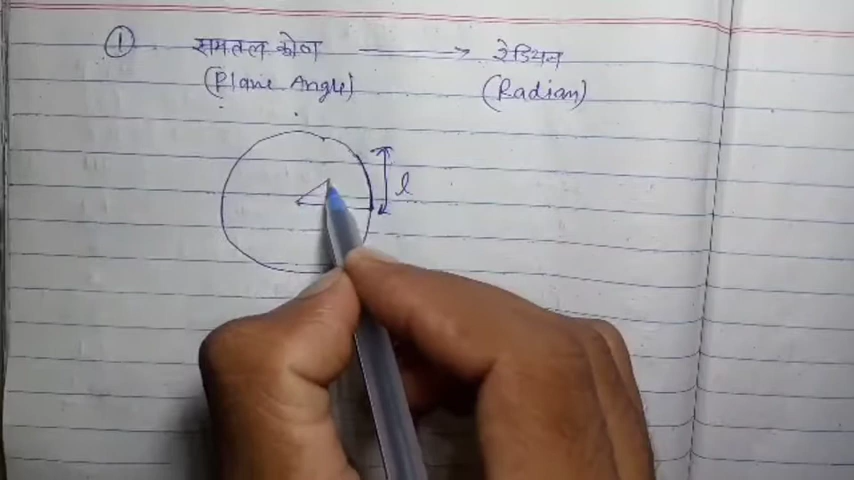 ① समतल कोण → रेडियन
(Plane Angle) (Radian)
l